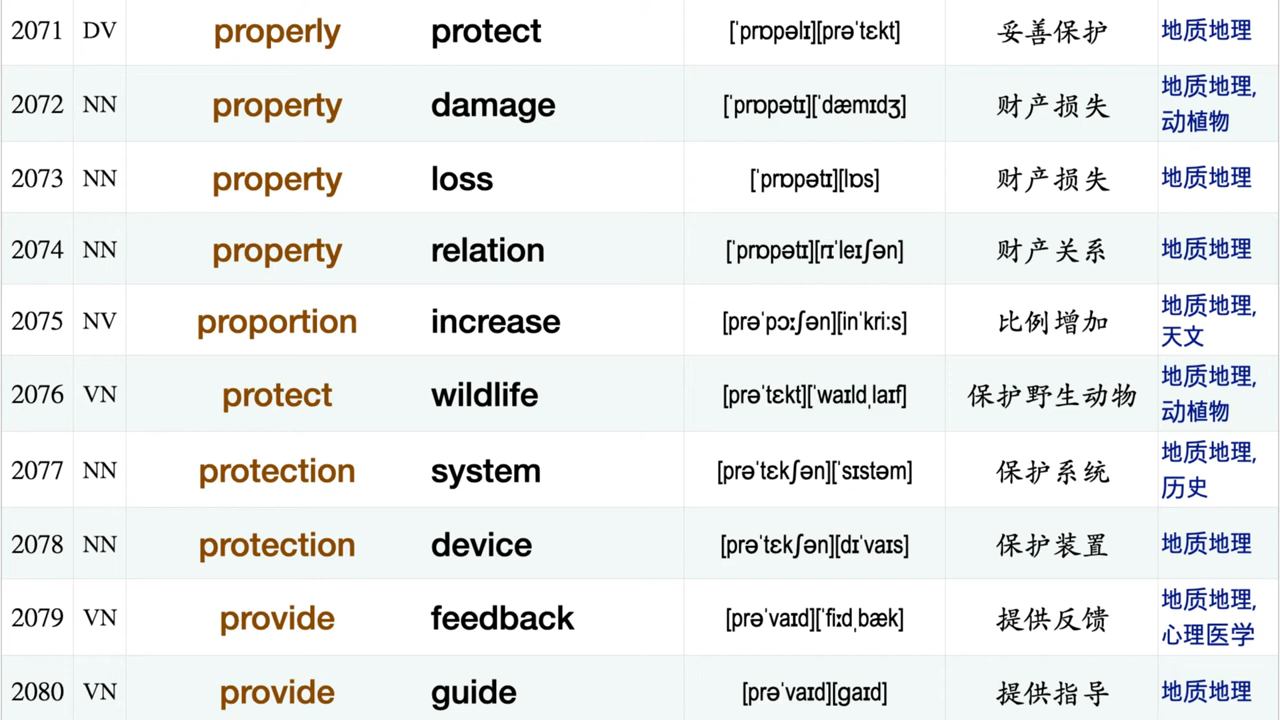 2071 DV properly protect [ˈprɒpəlɪ][prəˈtɛkt] 妥善保护 地质地理
2072 NN property damage [ˈprɒpətɪ][ˈdæmɪdʒ] 财产损失 地质地理,
动植物
2073 NN property loss [ˈprɒpətɪ][lɒs] 财产损失 地质地理
2074 NN property relation [ˈprɒpətɪ][rɪˈleɪʃən] 财产关系 地质地理
2075 NV proportion increase [prəˈpɔːʃən][inˈkriːs] 比例增加 地质地理,
天文
2076 VN protect wildlife [prəˈtɛkt][ˈwaɪldˌlaɪf] 保护野生动物 地质地理,
动植物
2077 NN protection system [prəˈtɛkʃən][ˈsɪstəm] 保护系统 地质地理,
历史
2078 NN protection device [prəˈtɛkʃən][dɪˈvaɪs] 保护装置 地质地理
2079 VN provide feedback [prəˈvaɪd][ˈfiːdˌbæk] 提供反馈 地质地理,
心理医学
2080 VN provide guide [prəˈvaɪd][gaɪd] 提供指导 地质地理